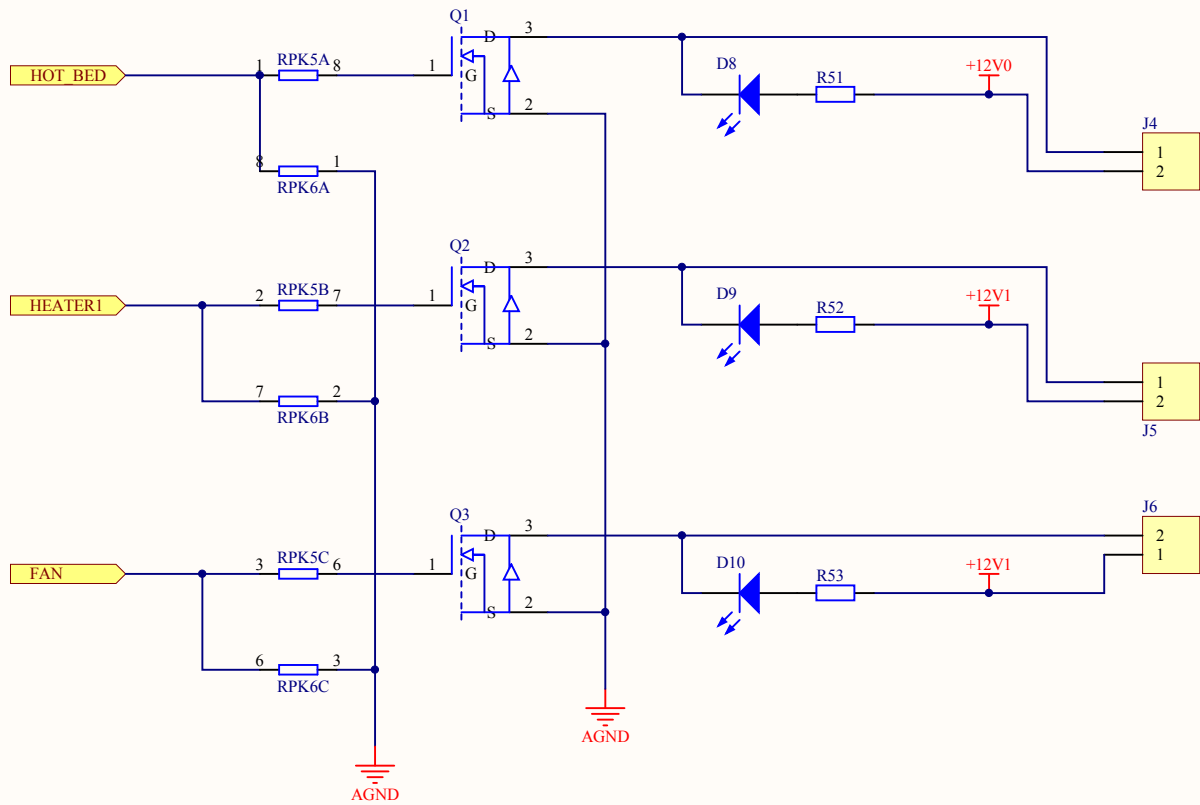 Q1
D 3
HOT_BED
1 RPK5A 8
1
G
S 2
8 1
RPK6A
D8
R51
+12V0
J4
1
2
Q2
D 3
HEATER1
2 RPK5B 7
1
G
S 2
7 2
RPK6B
D9
R52
+12V1
1
2
J5
Q3
D 3
FAN
3 RPK5C 6
1
G
S 2
6 3
RPK6C
D10
R53
+12V1
J6
2
1
AGND
AGND